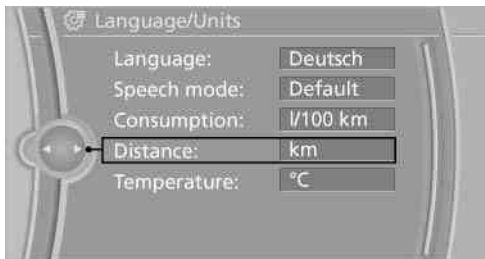 Language/Units
Language: Deutsch
Speech mode: Default
Consumption: l/100 km
Distance: km
Temperature: °C